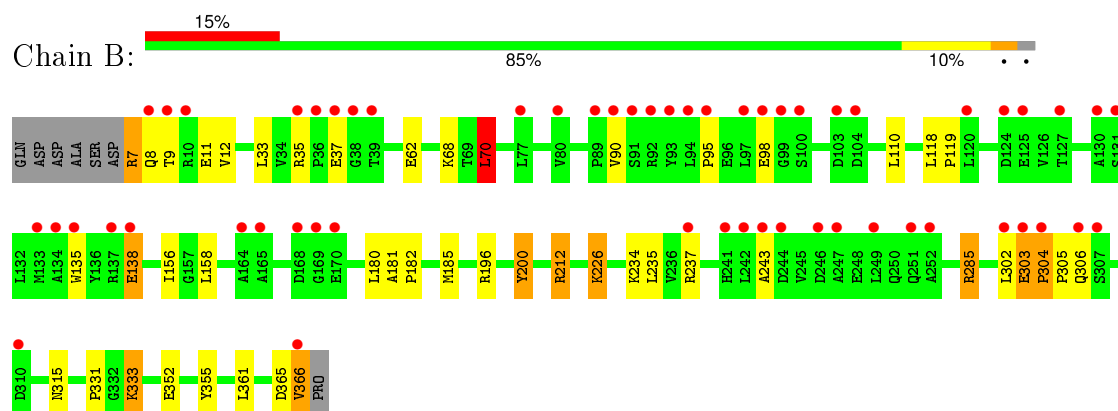 15%
Chain B:
85% 10% • •
GLN ASP ASP ALA SER ASP R7 Q8 T9 R10 E11 V12 L33 V34 R35 P36 E37 G38 T39 E62 K68 T69 L70 L77 V80 P89 V90 S91 R92 Y93 L94 P95 E96 L97 E98 G99 S100 D103 D104 L110 L118 P119 L120 D124 E125 V126 T127 A130 S131
L132 M133 A134 W135 Y136 R137 E138 I156 G157 L158 A164 A165 D168 G169 E170 L180 A181 P182 M185 R196 Y200 R212 K226 K234 L235 V236 R237 H241 L242 A243 D244 V245 D246 A247 E248 L249 Q250 Q251 A252 R285 L302 E303 P304 P305 Q306 S307
D310 N315 P331 G332 K333 E352 Y355 L361 D365 V366 PRO